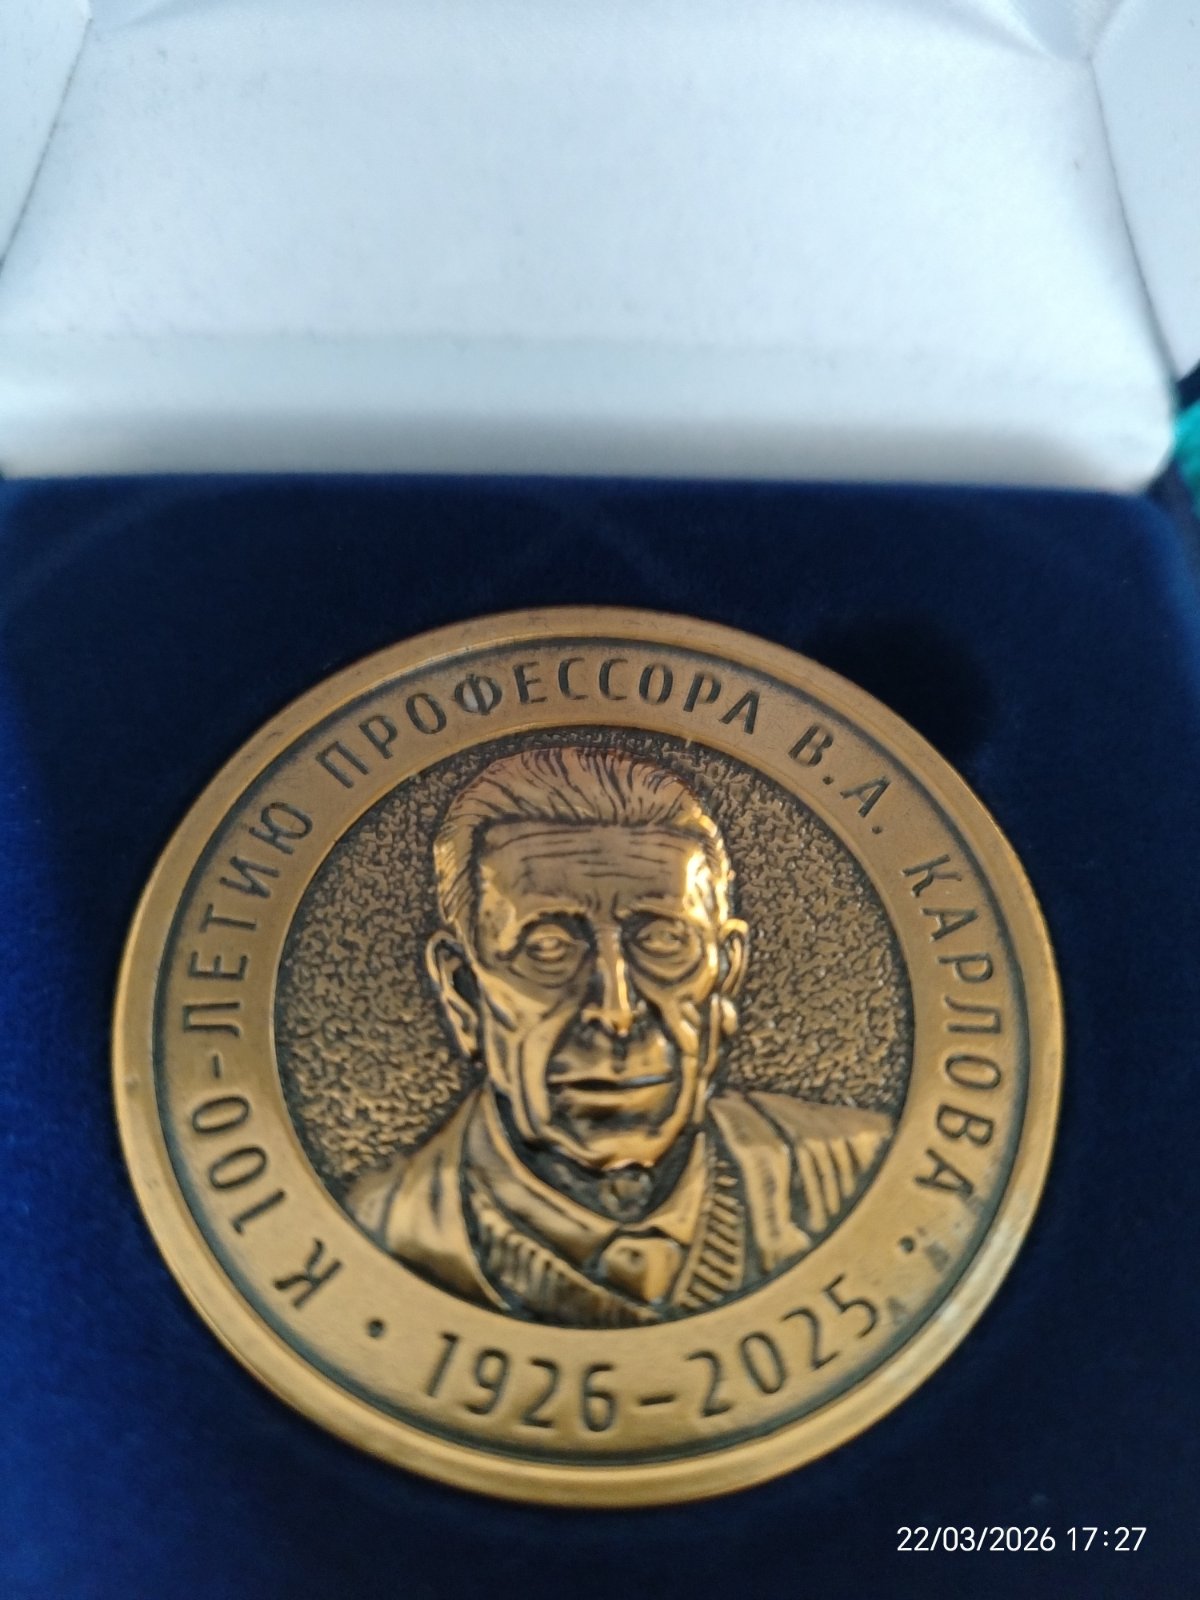 К 100-ЛЕТИЮ ПРОФЕССОРА В.А. КАРЛОВА
• 1926–2025 •
22/03/2026 17:27